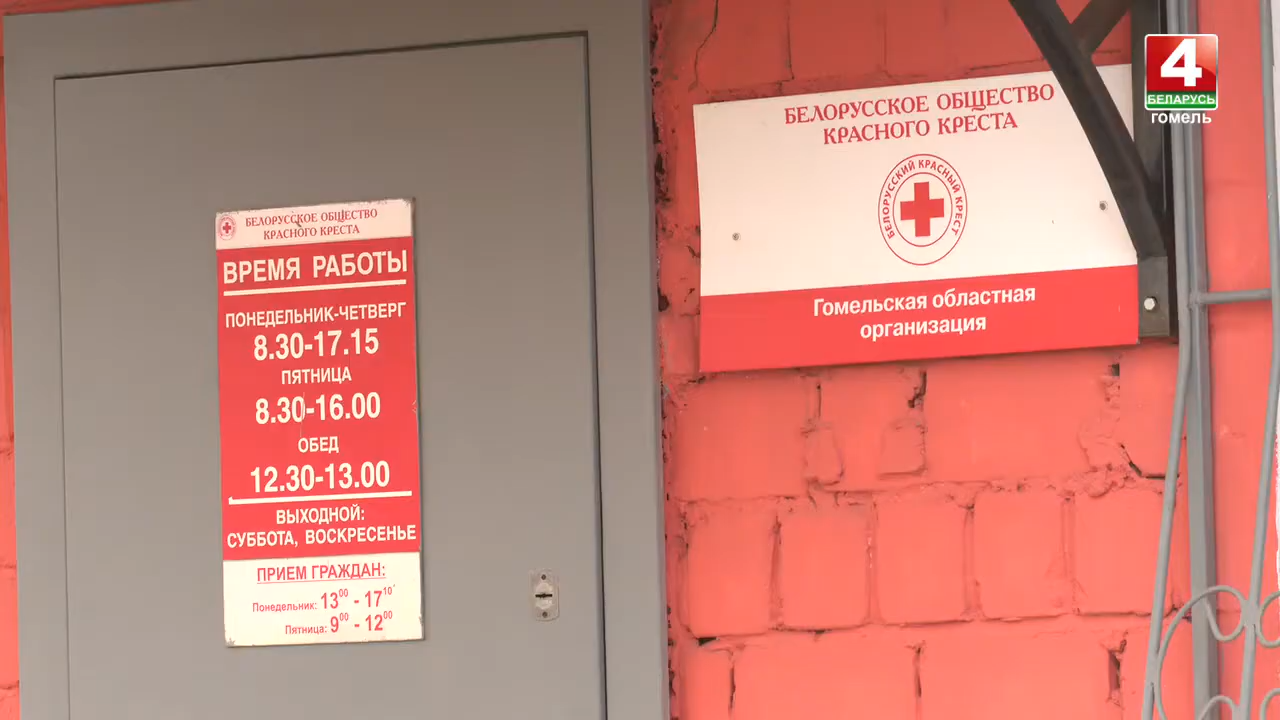 БЕЛОРУССКОЕ ОБЩЕСТВО
КРАСНОГО КРЕСТА
ВРЕМЯ РАБОТЫ
ПОНЕДЕЛЬНИК-ЧЕТВЕРГ
8.30-17.15
ПЯТНИЦА
8.30-16.00
ОБЕД
12.30-13.00
ВЫХОДНОЙ:
СУББОТА, ВОСКРЕСЕНЬЕ
ПРИЕМ ГРАЖДАН:
Понедельник: 13⁰⁰ - 17¹⁰
Пятница: 9⁰⁰ - 12⁰⁰
БЕЛОРУССКОЕ ОБЩЕСТВО
КРАСНОГО КРЕСТА
БЕЛОРУССКИЙ КРАСНЫЙ КРЕСТ
Гомельская областная
организация
4
БЕЛАРУСЬ
гомель